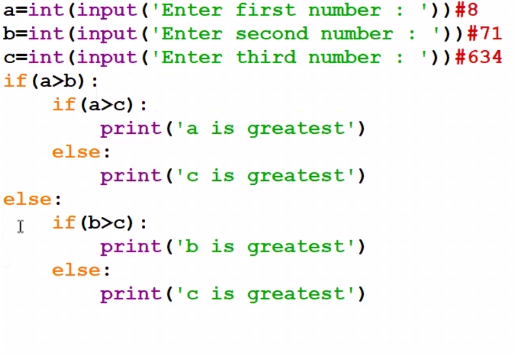 a=int(input('Enter first number : '))#8
b=int(input('Enter second number : '))#71
c=int(input('Enter third number : '))#634
if(a>b):
    if(a>c):
        print('a is greatest')
    else:
        print('c is greatest')
else:
    if(b>c):
        print('b is greatest')
    else:
        print('c is greatest')